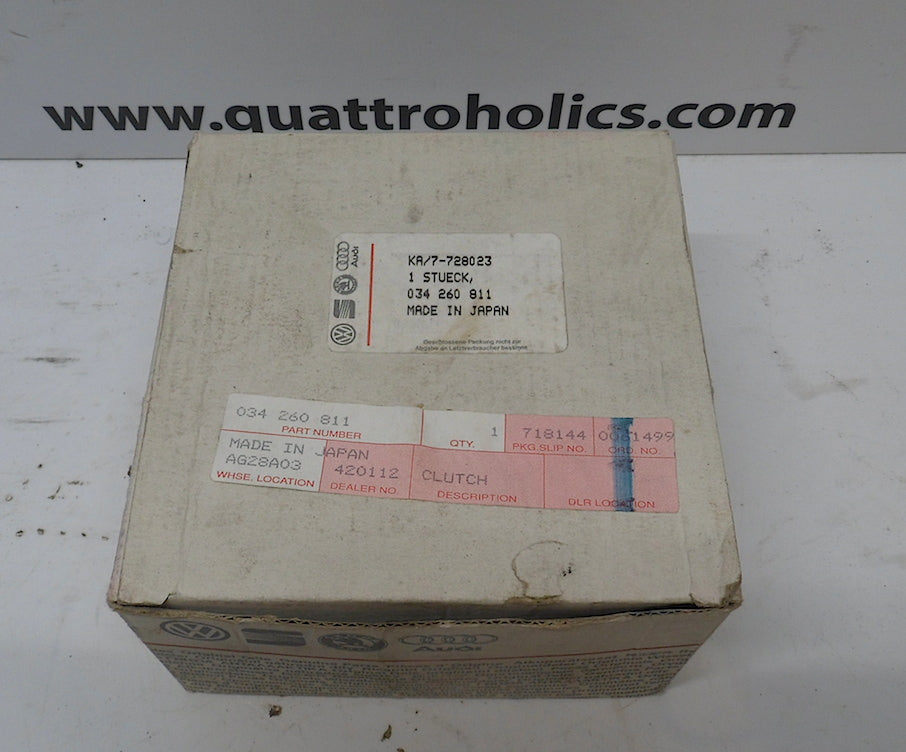 www.quattroholics.com
Audi
KA/7-728023
1 STUECK,
034 260 811
MADE IN JAPAN
Geschlossene Packung nicht zur
Abgabe an Letztverbraucher bestimmt
034 260 811
PART NUMBER
1
QTY.
718144
PKG.SLIP NO.
0061499
ORD. NO.
MADE IN JAPAN
AG28A03
WHSE. LOCATION
420112
DEALER NO.
CLUTCH
DESCRIPTION
DLR LOCATION
Audi